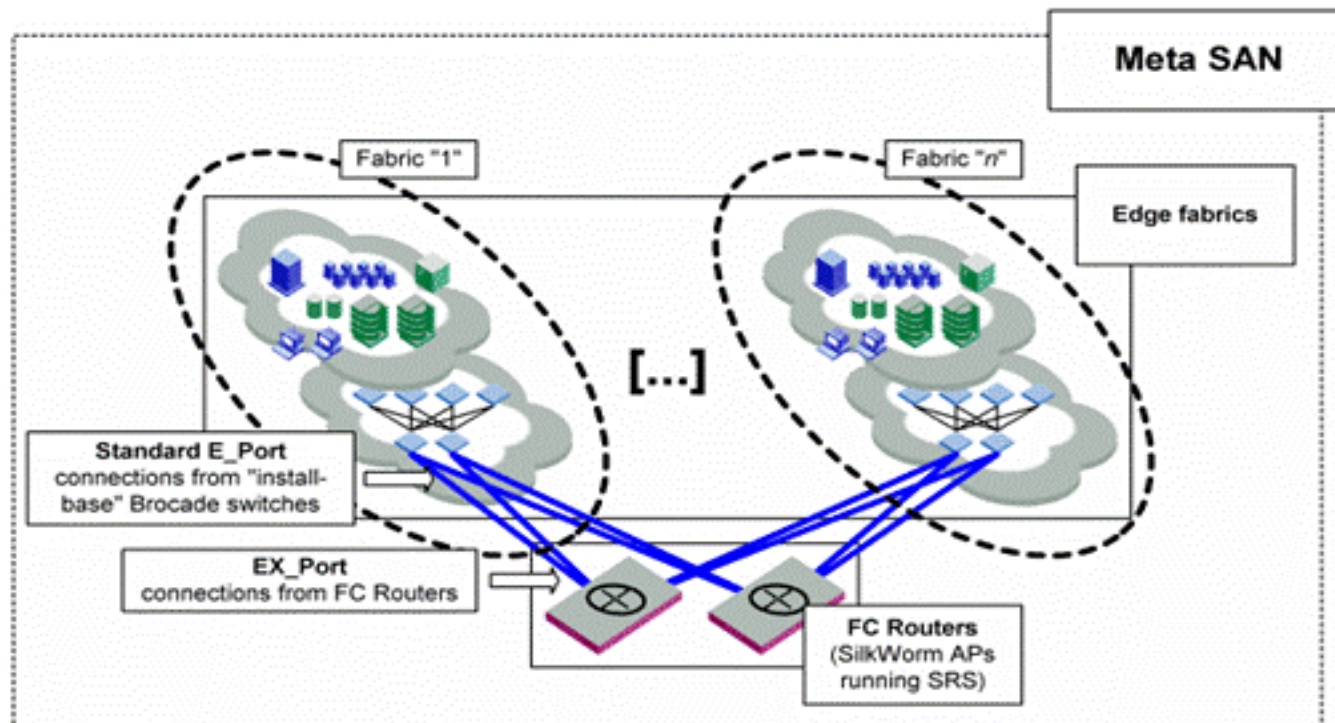 Meta SAN
Fabric "1"
Fabric "n"
Edge fabrics
[...]
Standard E_Port
connections from "install-
base" Brocade switches
EX_Port
connections from FC Routers
FC Routers
(SilkWorm APs
running SRS)